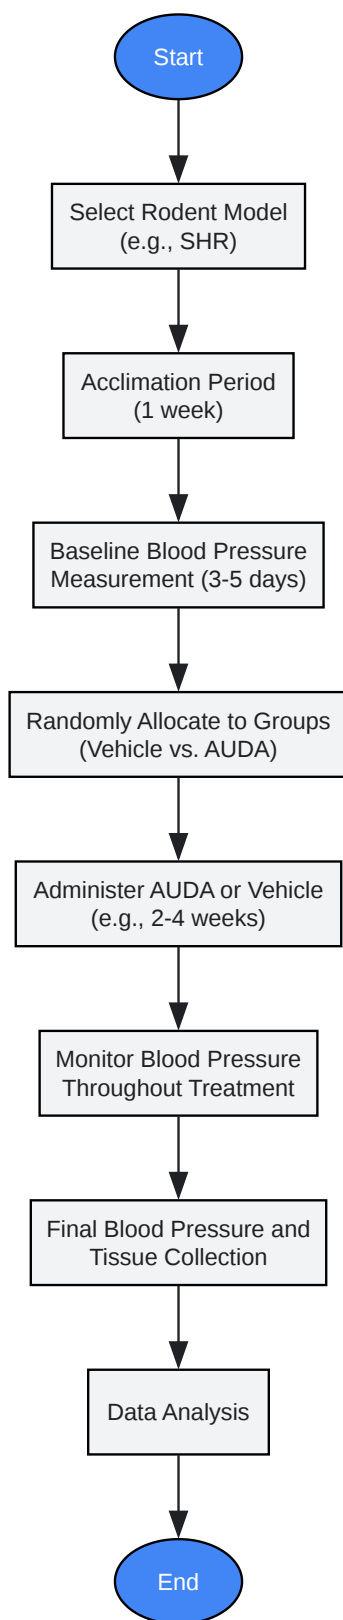 Start
Select Rodent Model
(e.g., SHR)
Acclimation Period
(1 week)
Baseline Blood Pressure
Measurement (3-5 days)
Randomly Allocate to Groups
(Vehicle vs. AUDA)
Administer AUDA or Vehicle
(e.g., 2-4 weeks)
Monitor Blood Pressure
Throughout Treatment
Final Blood Pressure and
Tissue Collection
Data Analysis
End